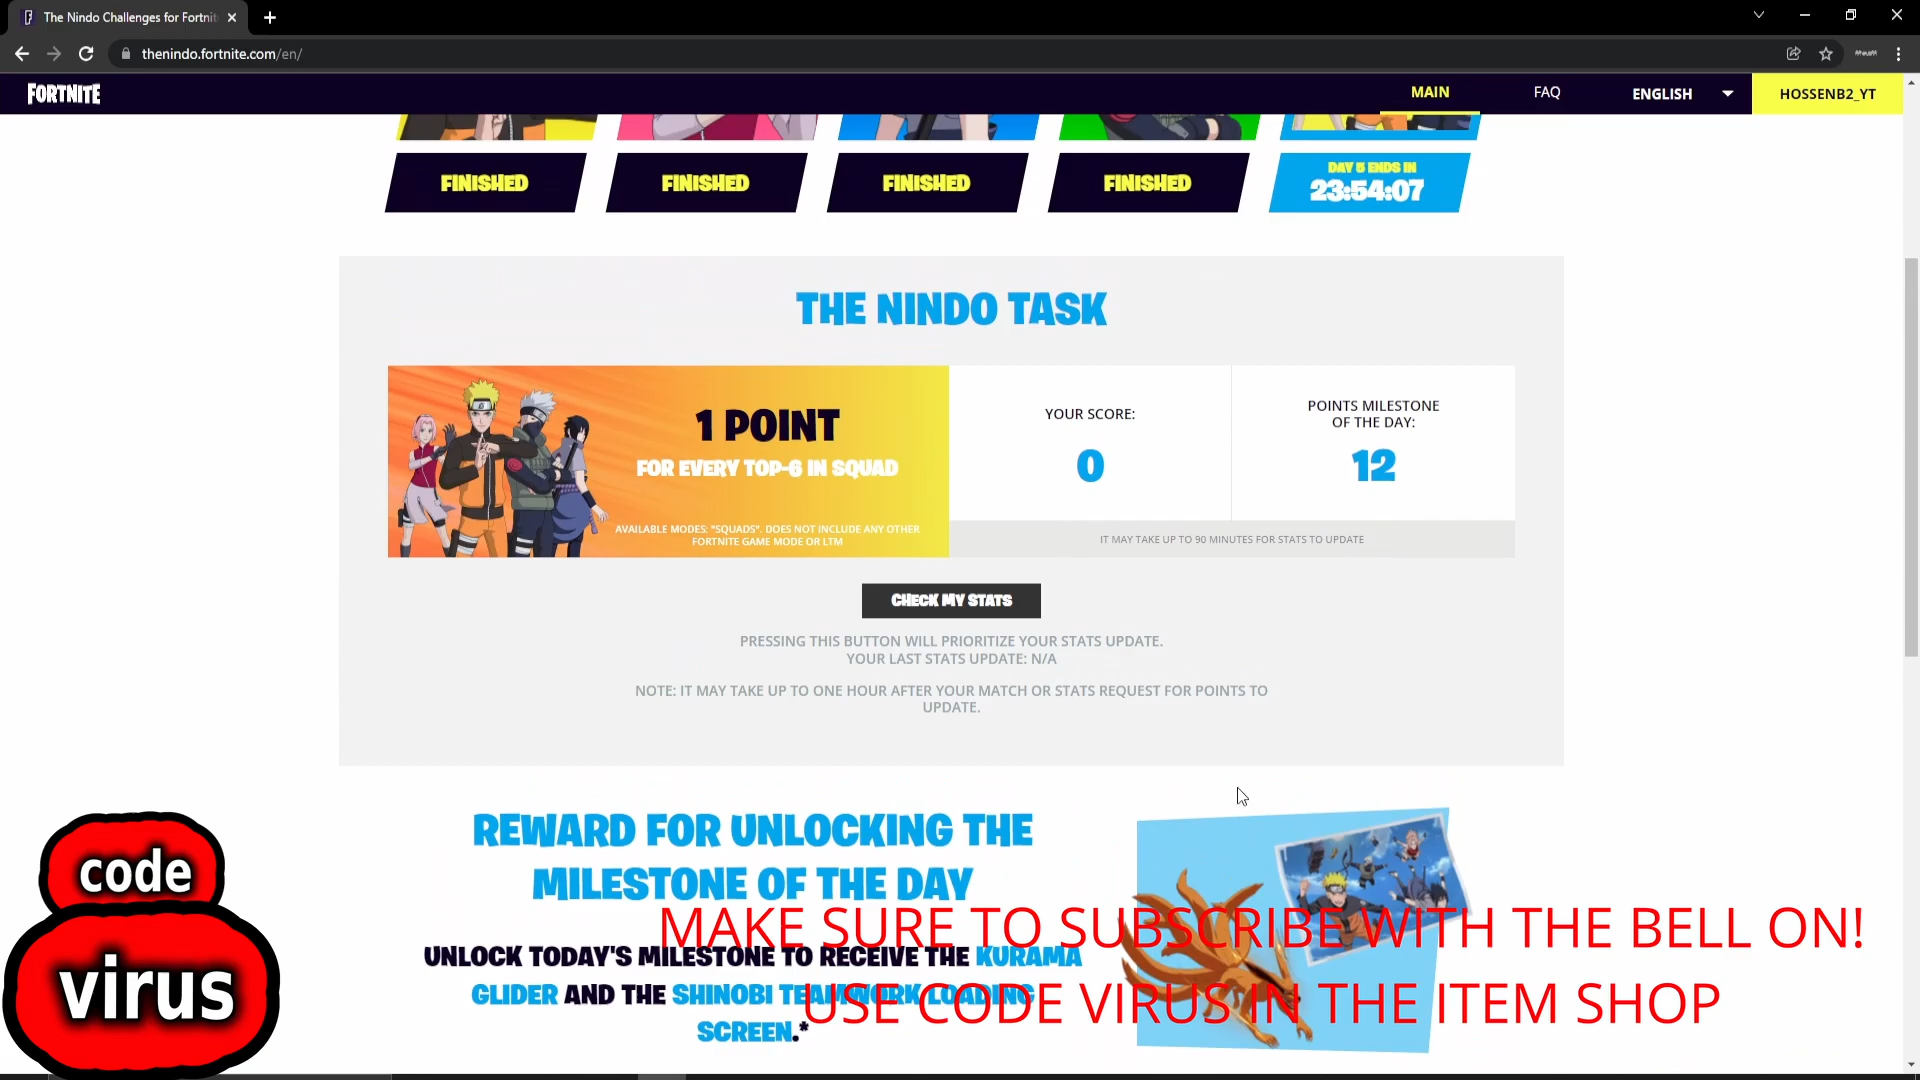 The Nindo Challenges for Fortnit
thenindo.fortnite.com/en/
FORTNITE
MAIN
FAQ
ENGLISH
HOSSENB2_YT
FINISHED
FINISHED
FINISHED
FINISHED
DAY 5 ENDS IN
23:54:07
THE NINDO TASK
1 POINT
FOR EVERY TOP-6 IN SQUAD
AVAILABLE MODES: "SQUADS". DOES NOT INCLUDE ANY OTHER
FORTNITE GAME MODE OR LTM
YOUR SCORE:
0
POINTS MILESTONE
OF THE DAY:
12
IT MAY TAKE UP TO 90 MINUTES FOR STATS TO UPDATE
CHECK MY STATS
PRESSING THIS BUTTON WILL PRIORITIZE YOUR STATS UPDATE.
YOUR LAST STATS UPDATE: N/A
NOTE: IT MAY TAKE UP TO ONE HOUR AFTER YOUR MATCH OR STATS REQUEST FOR POINTS TO
UPDATE.
REWARD FOR UNLOCKING THE
MILESTONE OF THE DAY
UNLOCK TODAY'S MILESTONE TO RECEIVE THE KURAMA
GLIDER AND THE SHINOBI TEAMWORK LOADING
SCREEN.*
MAKE SURE TO SUBSCRIBE WITH THE BELL ON!
USE CODE VIRUS IN THE ITEM SHOP
code
virus